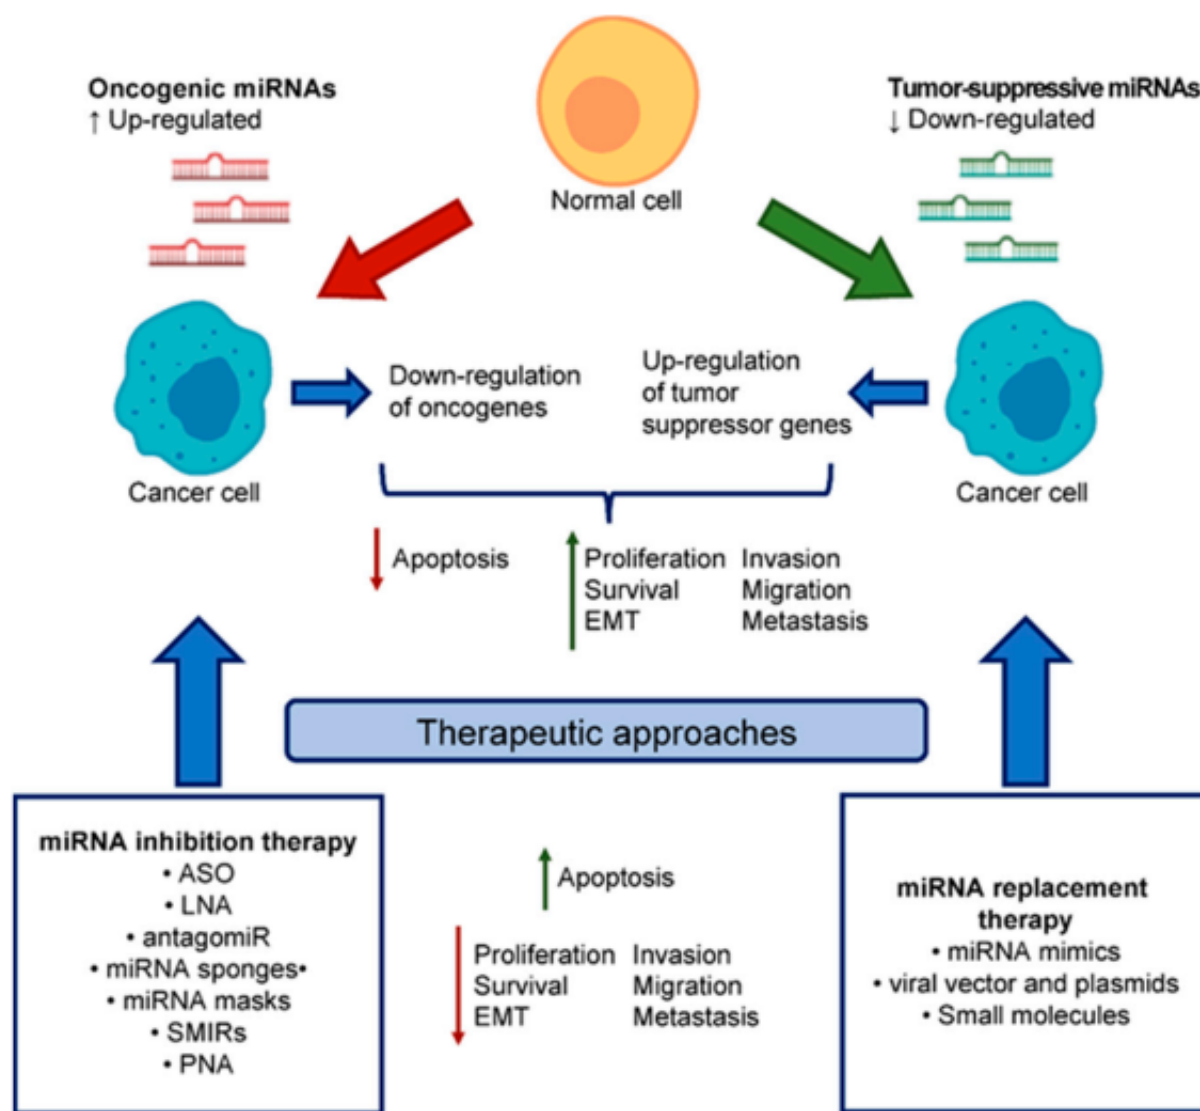 Oncogenic miRNAs
↑ Up-regulated
Normal cell
Tumor-suppressive miRNAs
↓ Down-regulated
Cancer cell
Down-regulation
of oncogenes
Up-regulation
of tumor
suppressor genes
Cancer cell
Apoptosis
Proliferation
Survival
EMT
Invasion
Migration
Metastasis
Therapeutic approaches
miRNA inhibition therapy
• ASO
• LNA
• antagomiR
• miRNA sponges•
• miRNA masks
• SMIRs
• PNA
Apoptosis
Proliferation
Survival
EMT
Invasion
Migration
Metastasis
miRNA replacement
therapy
• miRNA mimics
• viral vector and plasmids
• Small molecules